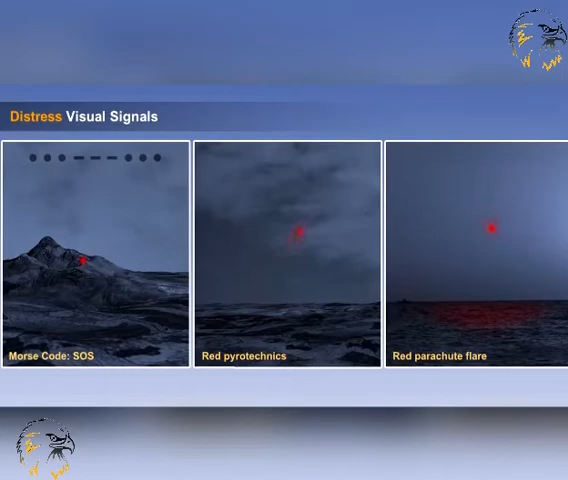 Distress Visual Signals
Morse Code: SOS
Red pyrotechnics
Red parachute flare